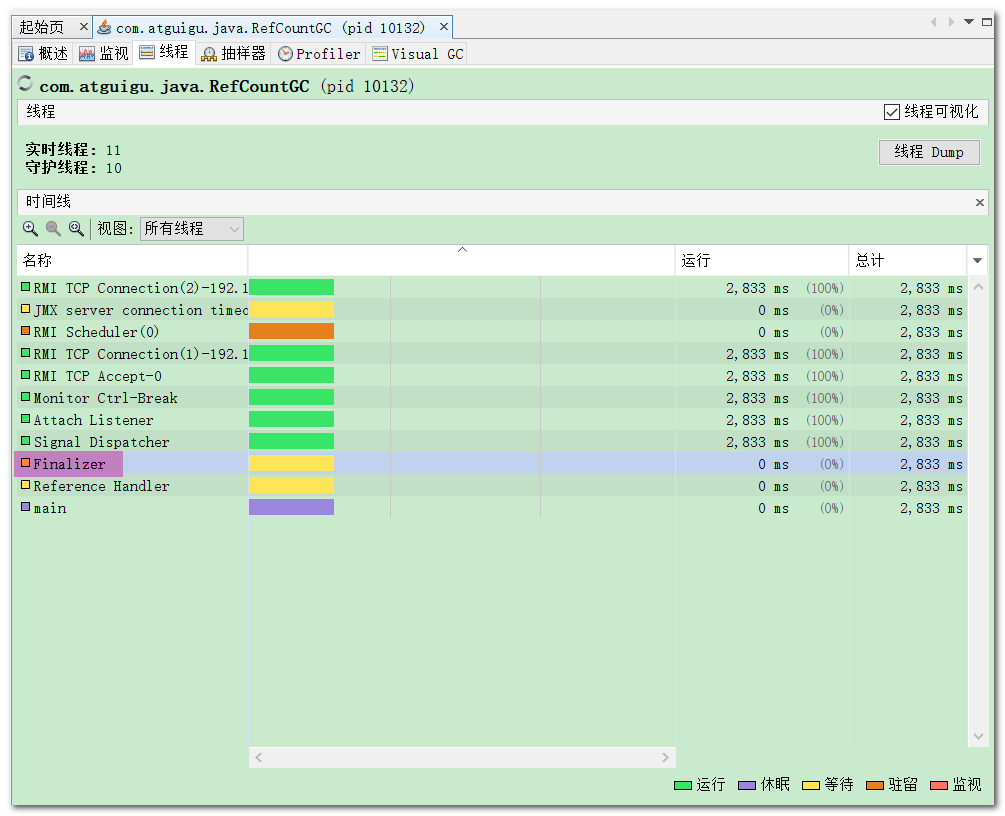 起始页 × com.atguigu.java.RefCountGC (pid 10132) ×
概述 监视 线程 抽样器 Profiler Visual GC
com.atguigu.java.RefCountGC (pid 10132)
线程 线程可视化
实时线程: 11
守护线程: 10
线程 Dump
时间线 ×
视图: 所有线程
名称 运行 总计
RMI TCP Connection(2)-192.1 2,833 ms (100%) 2,833 ms
JMX server connection timeo 0 ms (0%) 2,833 ms
RMI Scheduler(0) 0 ms (0%) 2,833 ms
RMI TCP Connection(1)-192.1 2,833 ms (100%) 2,833 ms
RMI TCP Accept-0 2,833 ms (100%) 2,833 ms
Monitor Ctrl-Break 2,833 ms (100%) 2,833 ms
Attach Listener 2,833 ms (100%) 2,833 ms
Signal Dispatcher 2,833 ms (100%) 2,833 ms
Finalizer 0 ms (0%) 2,833 ms
Reference Handler 0 ms (0%) 2,833 ms
main 0 ms (0%) 2,833 ms
运行 休眠 等待 驻留 监视